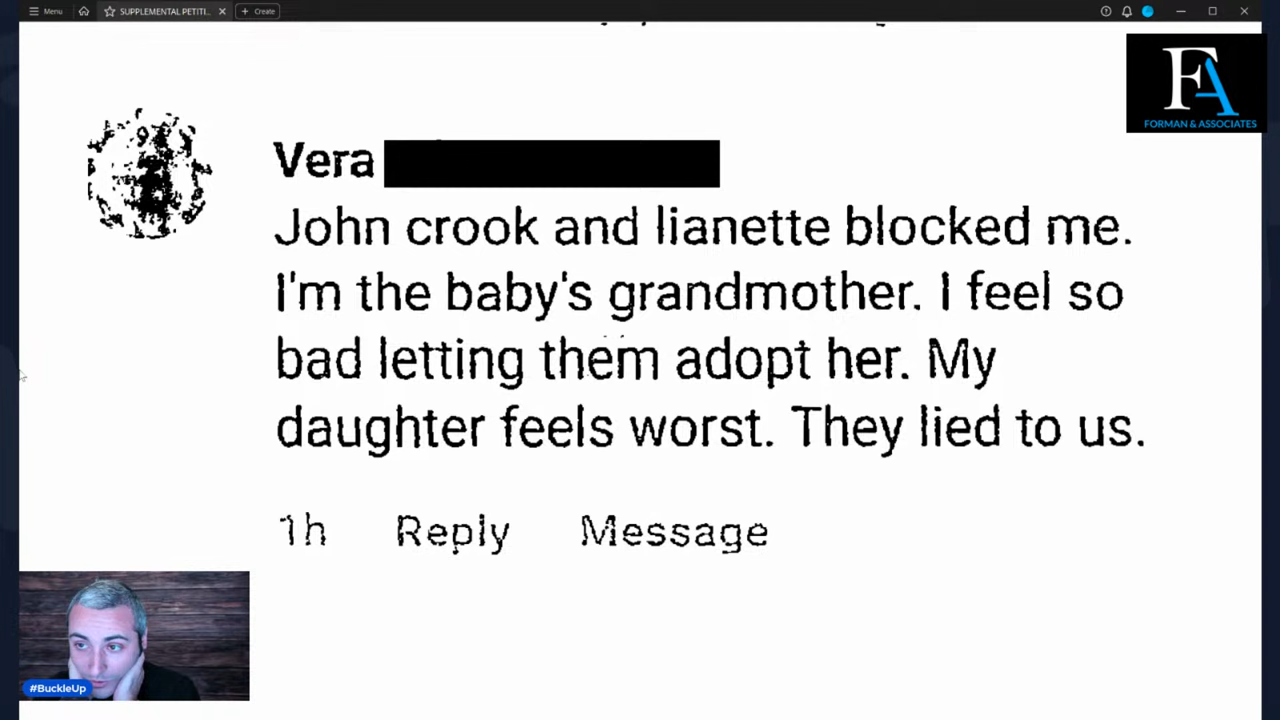 Menu
SUPPLEMENTAL PETITI...
Create
FA
FORMAN & ASSOCIATES
Vera
John crook and lianette blocked me.
I'm the baby's grandmother. I feel so
bad letting them adopt her. My
daughter feels worst. They lied to us.
1h Reply Message
#BuckleUp